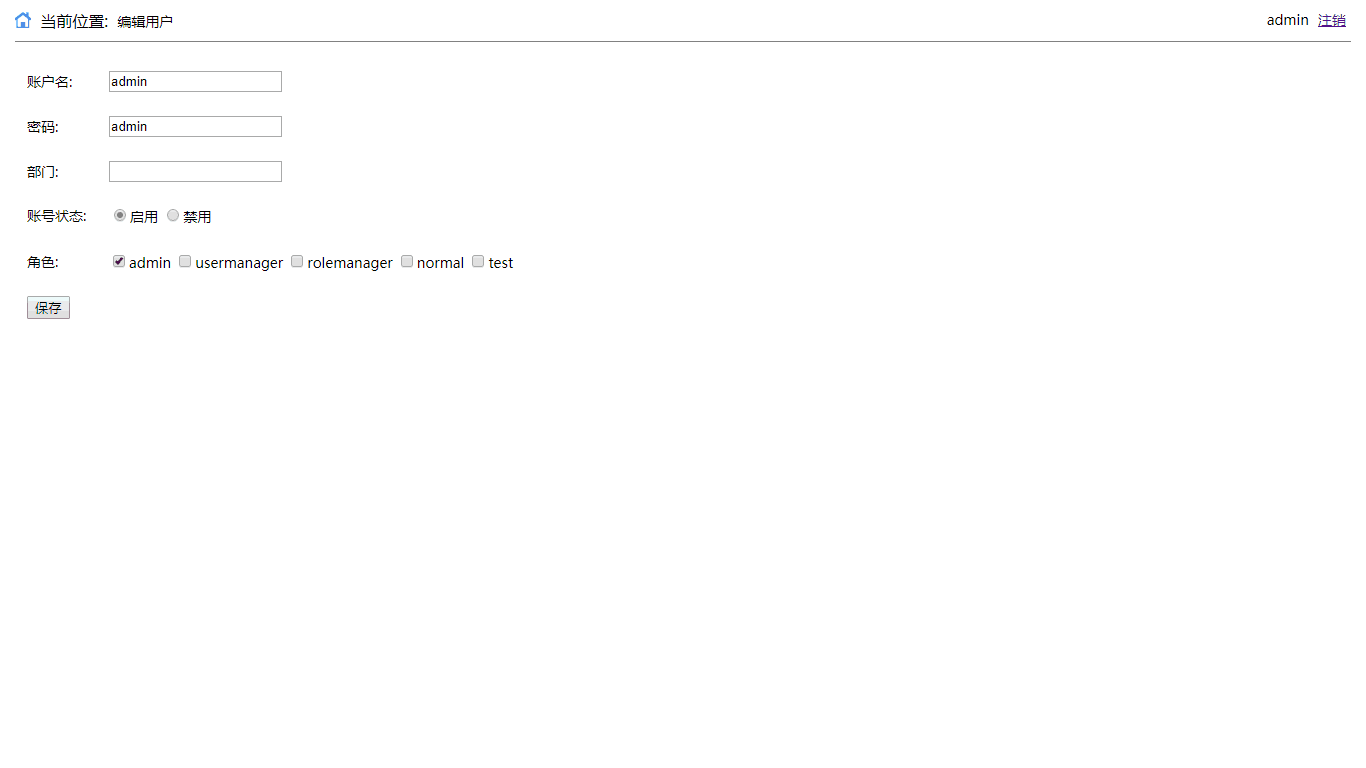 当前位置: 编辑用户 admin 注销
账户名: admin
密码: admin
部门:
账号状态: 启用 禁用
角色: admin usermanager rolemanager normal test
保存